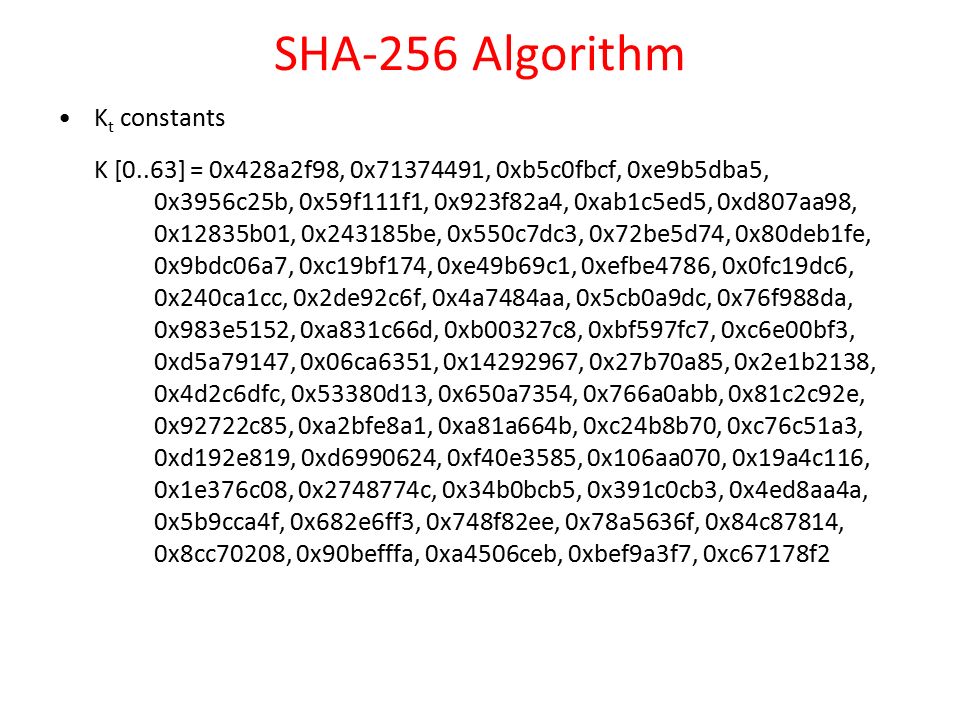 SHA-256 Algorithm
• Kt constants
K [0..63] = 0x428a2f98, 0x71374491, 0xb5c0fbcf, 0xe9b5dba5,
0x3956c25b, 0x59f111f1, 0x923f82a4, 0xab1c5ed5, 0xd807aa98,
0x12835b01, 0x243185be, 0x550c7dc3, 0x72be5d74, 0x80deb1fe,
0x9bdc06a7, 0xc19bf174, 0xe49b69c1, 0xefbe4786, 0x0fc19dc6,
0x240ca1cc, 0x2de92c6f, 0x4a7484aa, 0x5cb0a9dc, 0x76f988da,
0x983e5152, 0xa831c66d, 0xb00327c8, 0xbf597fc7, 0xc6e00bf3,
0xd5a79147, 0x06ca6351, 0x14292967, 0x27b70a85, 0x2e1b2138,
0x4d2c6dfc, 0x53380d13, 0x650a7354, 0x766a0abb, 0x81c2c92e,
0x92722c85, 0xa2bfe8a1, 0xa81a664b, 0xc24b8b70, 0xc76c51a3,
0xd192e819, 0xd6990624, 0xf40e3585, 0x106aa070, 0x19a4c116,
0x1e376c08, 0x2748774c, 0x34b0bcb5, 0x391c0cb3, 0x4ed8aa4a,
0x5b9cca4f, 0x682e6ff3, 0x748f82ee, 0x78a5636f, 0x84c87814,
0x8cc70208, 0x90befffa, 0xa4506ceb, 0xbef9a3f7, 0xc67178f2